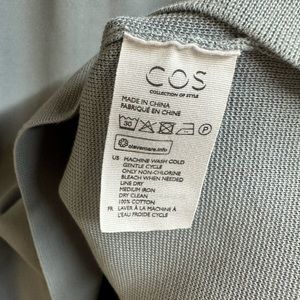 COS
COLLECTION OF STYLE
MADE IN CHINA
FABRIQUÉ EN CHINE
30
P
clevercare.info
US MACHINE WASH COLD
GENTLE CYCLE
ONLY NON-CHLORINE
BLEACH WHEN NEEDED
LINE DRY
MEDIUM IRON
DRY CLEAN
100% COTTON
FR LAVER À LA MACHINE À
L'EAU FROIDE CYCLE